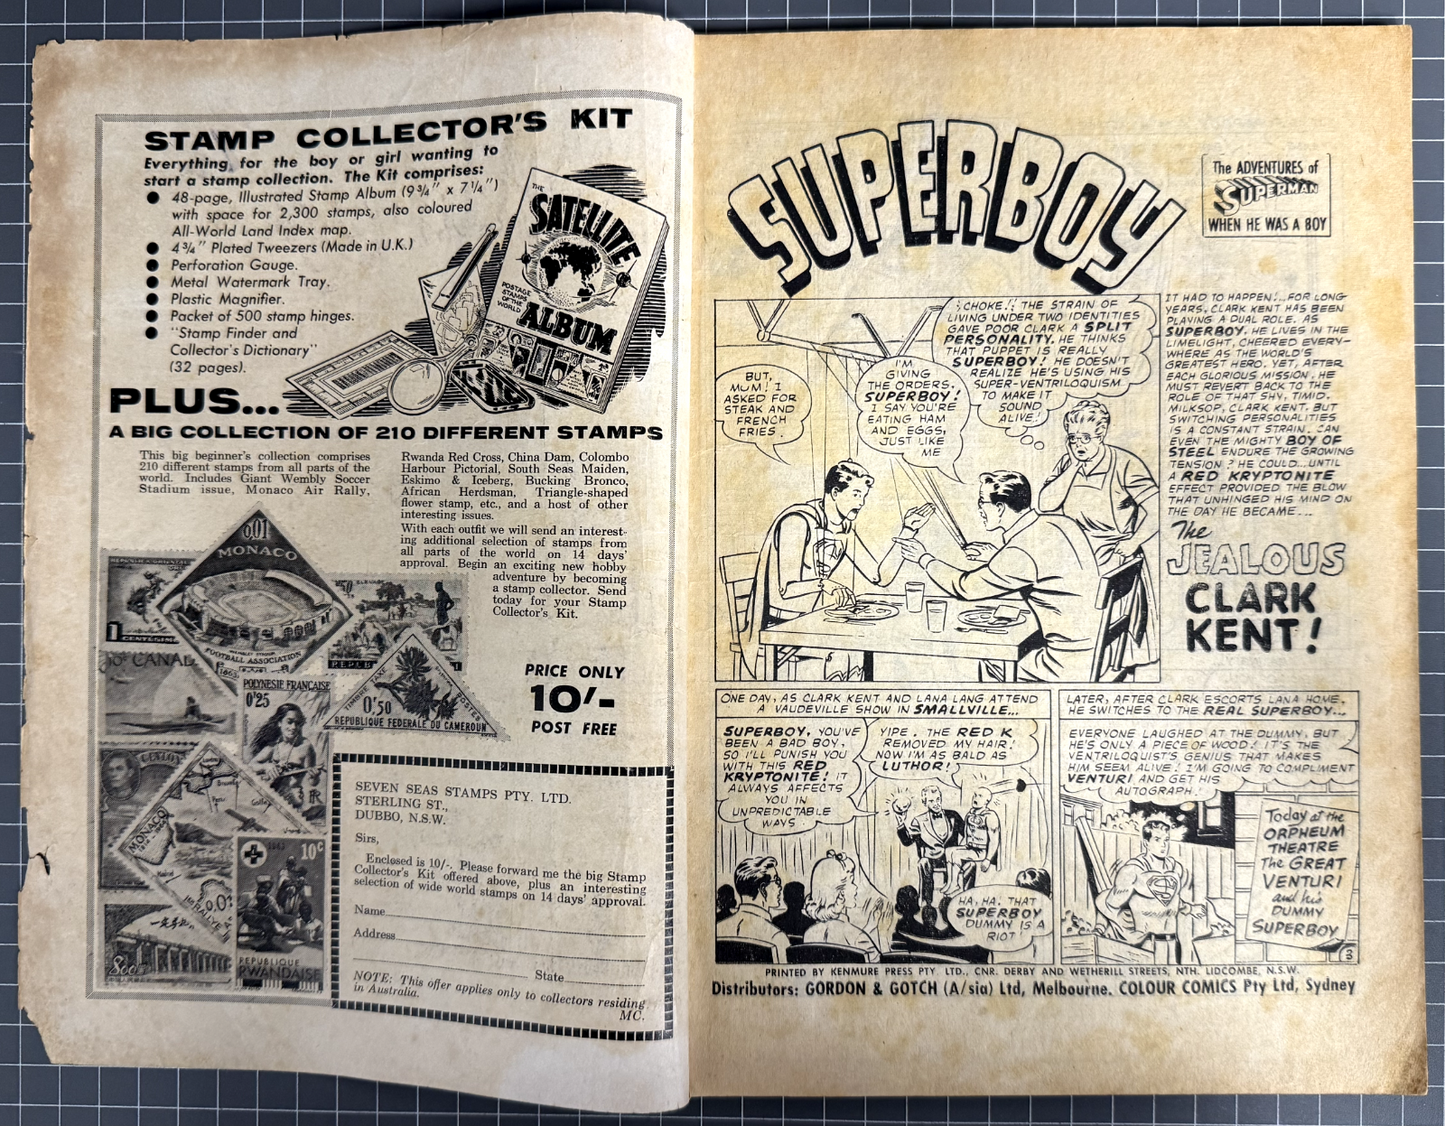 STAMP COLLECTOR'S KIT
Everything for the boy or girl wanting to
start a stamp collection. The Kit comprises:
● 48-page, Illustrated Stamp Album (9¾" x 7¼")
with space for 2,300 stamps, also coloured
All-World Land Index map.
● 4¾" Plated Tweezers (Made in U.K.)
● Perforation Gauge.
● Metal Watermark Tray.
● Plastic Magnifier.
● Packet of 500 stamp hinges.
● "Stamp Finder and
Collector's Dictionary"
(32 pages).
THE
SATELLITE
POSTAGE
STAMPS
OF THE
WORLD
ALBUM
PLUS...
A BIG COLLECTION OF 210 DIFFERENT STAMPS
This big beginner's collection comprises
210 different stamps from all parts of the
world. Includes Giant Wembly Soccer
Stadium issue, Monaco Air Rally,
Rwanda Red Cross, China Dam, Colombo
Harbour Pictorial, South Seas Maiden,
Eskimo & Iceberg, Bucking Bronco,
African Herdsman, Triangle-shaped
flower stamp, etc., and a host of other
interesting issues.
With each outfit we will send an interest-
ing additional selection of stamps from
all parts of the world on 14 days'
approval. Begin an exciting new hobby
adventure by becoming
a stamp collector. Send
today for your Stamp
Collector's Kit.
0,01
MONACO
FOOTBALL ASSOCIATION
1863
1
CENTESIMO
CANADA
POLYNESIE FRANÇAISE
0'25
TIMBRE TAXE
0'50
REPUBLIQUE FEDERALE DU CAMEROUN
CEYLON
MONACO
10c
REPUBLIQUE
RWANDAISE
800
PRICE ONLY
10/-
POST FREE
SEVEN SEAS STAMPS PTY. LTD.
STERLING ST.,
DUBBO, N.S.W.
Sirs,
Enclosed is 10/-. Please forward me the big Stamp
Collector's Kit offered above, plus an interesting
selection of wide world stamps on 14 days' approval.
Name
Address
State
NOTE: This offer applies only to collectors residing
in Australia.
MC.
SUPERBOY
The ADVENTURES of
SUPERMAN
WHEN HE WAS A BOY
BUT,
MUM! I
ASKED FOR
STEAK AND
FRENCH
FRIES.
I'M
GIVING
THE ORDERS,
SUPERBOY!
I SAY YOU'RE
EATING HAM
AND EGGS,
JUST LIKE
ME
;CHOKE!; THE STRAIN OF
LIVING UNDER TWO IDENTITIES
GAVE POOR CLARK A SPLIT
PERSONALITY. HE THINKS
THAT PUPPET IS REALLY
SUPERBOY! HE DOESN'T
REALIZE HE'S USING HIS
SUPER-VENTRILOQUISM
TO MAKE IT
SOUND
ALIVE!
IT HAD TO HAPPEN!...FOR LONG
YEARS, CLARK KENT HAS BEEN
PLAYING A DUAL ROLE. AS
SUPERBOY, HE LIVES IN THE
LIMELIGHT, CHEERED EVERY-
WHERE AS THE WORLD'S
GREATEST HERO. YET, AFTER
EACH GLORIOUS MISSION, HE
MUST REVERT BACK TO THE
ROLE OF THAT SHY, TIMID,
MILKSOP, CLARK KENT. BUT
SWITCHING PERSONALITIES
IS A CONSTANT STRAIN. CAN
EVEN THE MIGHTY BOY OF
STEEL ENDURE THE GROWING
TENSION? HE COULD...UNTIL
A RED KRYPTONITE
EFFECT PROVIDED THE BLOW
THAT UNHINGED HIS MIND ON
THE DAY HE BECAME...
The
JEALOUS
CLARK
KENT!
ONE DAY, AS CLARK KENT AND LANA LANG ATTEND
A VAUDEVILLE SHOW IN SMALLVILLE...
SUPERBOY, YOU'VE
BEEN A BAD BOY,
SO I'LL PUNISH YOU
WITH THIS RED
KRYPTONITE! IT
ALWAYS AFFECTS
YOU IN
UNPREDICTABLE
WAYS
YIPE. THE RED K
REMOVED MY HAIR!
NOW I'M AS BALD AS
LUTHOR!
HA, HA. THAT
SUPERBOY
DUMMY IS A
RIOT!
LATER, AFTER CLARK ESCORTS LANA HOME,
HE SWITCHES TO THE REAL SUPERBOY...
EVERYONE LAUGHED AT THE DUMMY, BUT
HE'S ONLY A PIECE OF WOOD! IT'S THE
VENTRILOQUIST'S GENIUS THAT MAKES
HIM SEEM ALIVE! I'M GOING TO COMPLIMENT
VENTURI AND GET HIS
AUTOGRAPH!
Today at the
ORPHEUM
THEATRE
The GREAT
VENTURI
and his
DUMMY
SUPERBOY
3
PRINTED BY KENMURE PRESS PTY LTD., CNR. DERBY AND WETHERILL STREETS, NTH. LIDCOMBE, N.S.W.
Distributors: GORDON & GOTCH (A/sia) Ltd, Melbourne. COLOUR COMICS Pty Ltd, Sydney